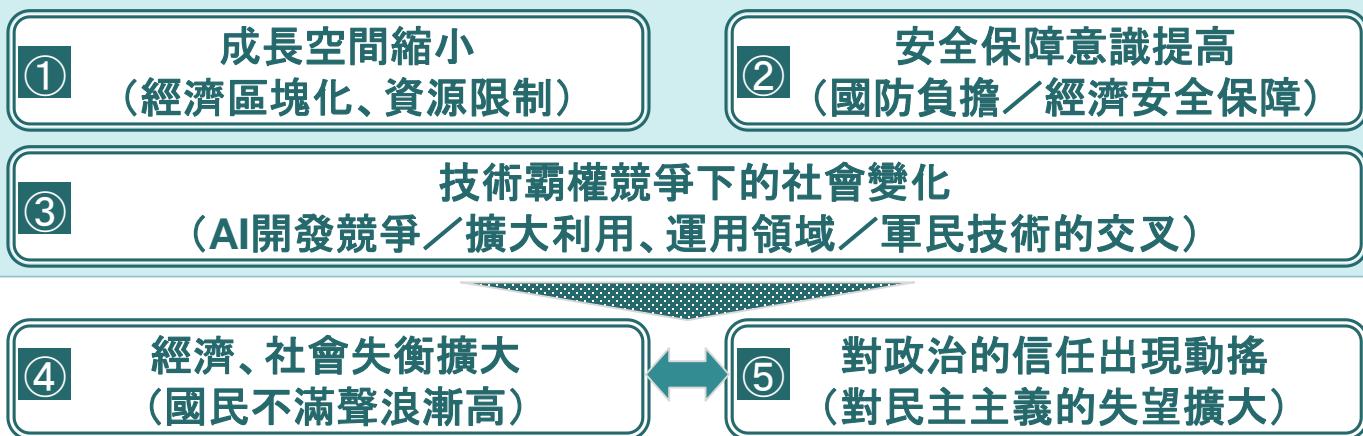 ①
成長空間縮小
（經濟區塊化、資源限制）
②
安全保障意識提高
（國防負擔／經濟安全保障）
③
技術霸權競爭下的社會變化
（AI開發競爭／擴大利用、運用領域／軍民技術的交叉）
④
經濟、社會失衡擴大
（國民不滿聲浪漸高）
⑤
對政治的信任出現動搖
（對民主主義的失望擴大）